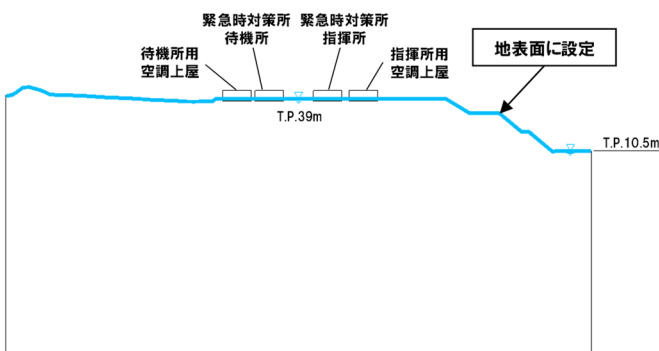 緊急時対策所
待機所
緊急時対策所
指揮所
待機所用
空調上屋
指揮所用
空調上屋
地表面に設定
T.P.39m
T.P.10.5m